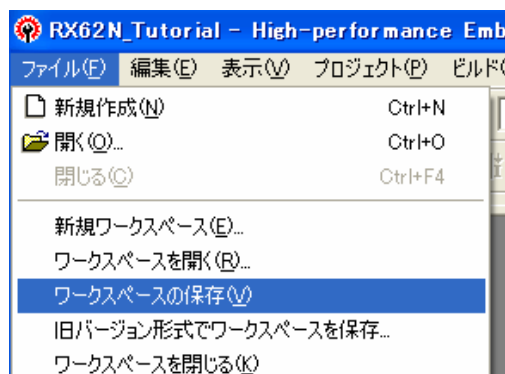 RX62N_Tutorial - High-performance Emb
ファイル(F) 編集(E) 表示(V) プロジェクト(P) ビルド(
新規作成(N) Ctrl+N
開く(O)... Ctrl+O
閉じる(C) Ctrl+F4
新規ワークスペース(E)...
ワークスペースを開く(R)...
ワークスペースの保存(V)
旧バージョン形式でワークスペースを保存...
ワークスペースを閉じる(K)